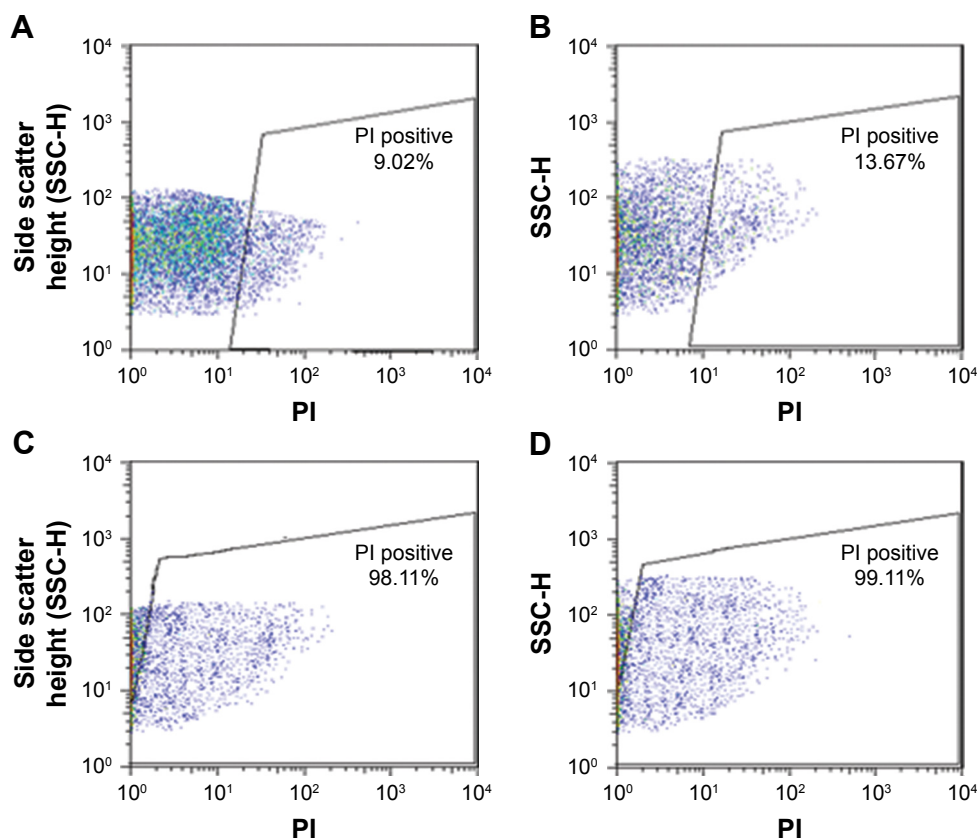 A
Side scatter
height (SSC-H)
10⁴
10³
10²
10¹
10⁰
PI positive
9.02%
10⁰ 10¹ 10² 10³ 10⁴
PI
B
SSC-H
10⁴
10³
10²
10¹
10⁰
PI positive
13.67%
10⁰ 10¹ 10² 10³ 10⁴
PI
C
Side scatter
height (SSC-H)
10⁴
10³
10²
10¹
10⁰
PI positive
98.11%
10⁰ 10¹ 10² 10³ 10⁴
PI
D
SSC-H
10⁴
10³
10²
10¹
10⁰
PI positive
99.11%
10⁰ 10¹ 10² 10³ 10⁴
PI